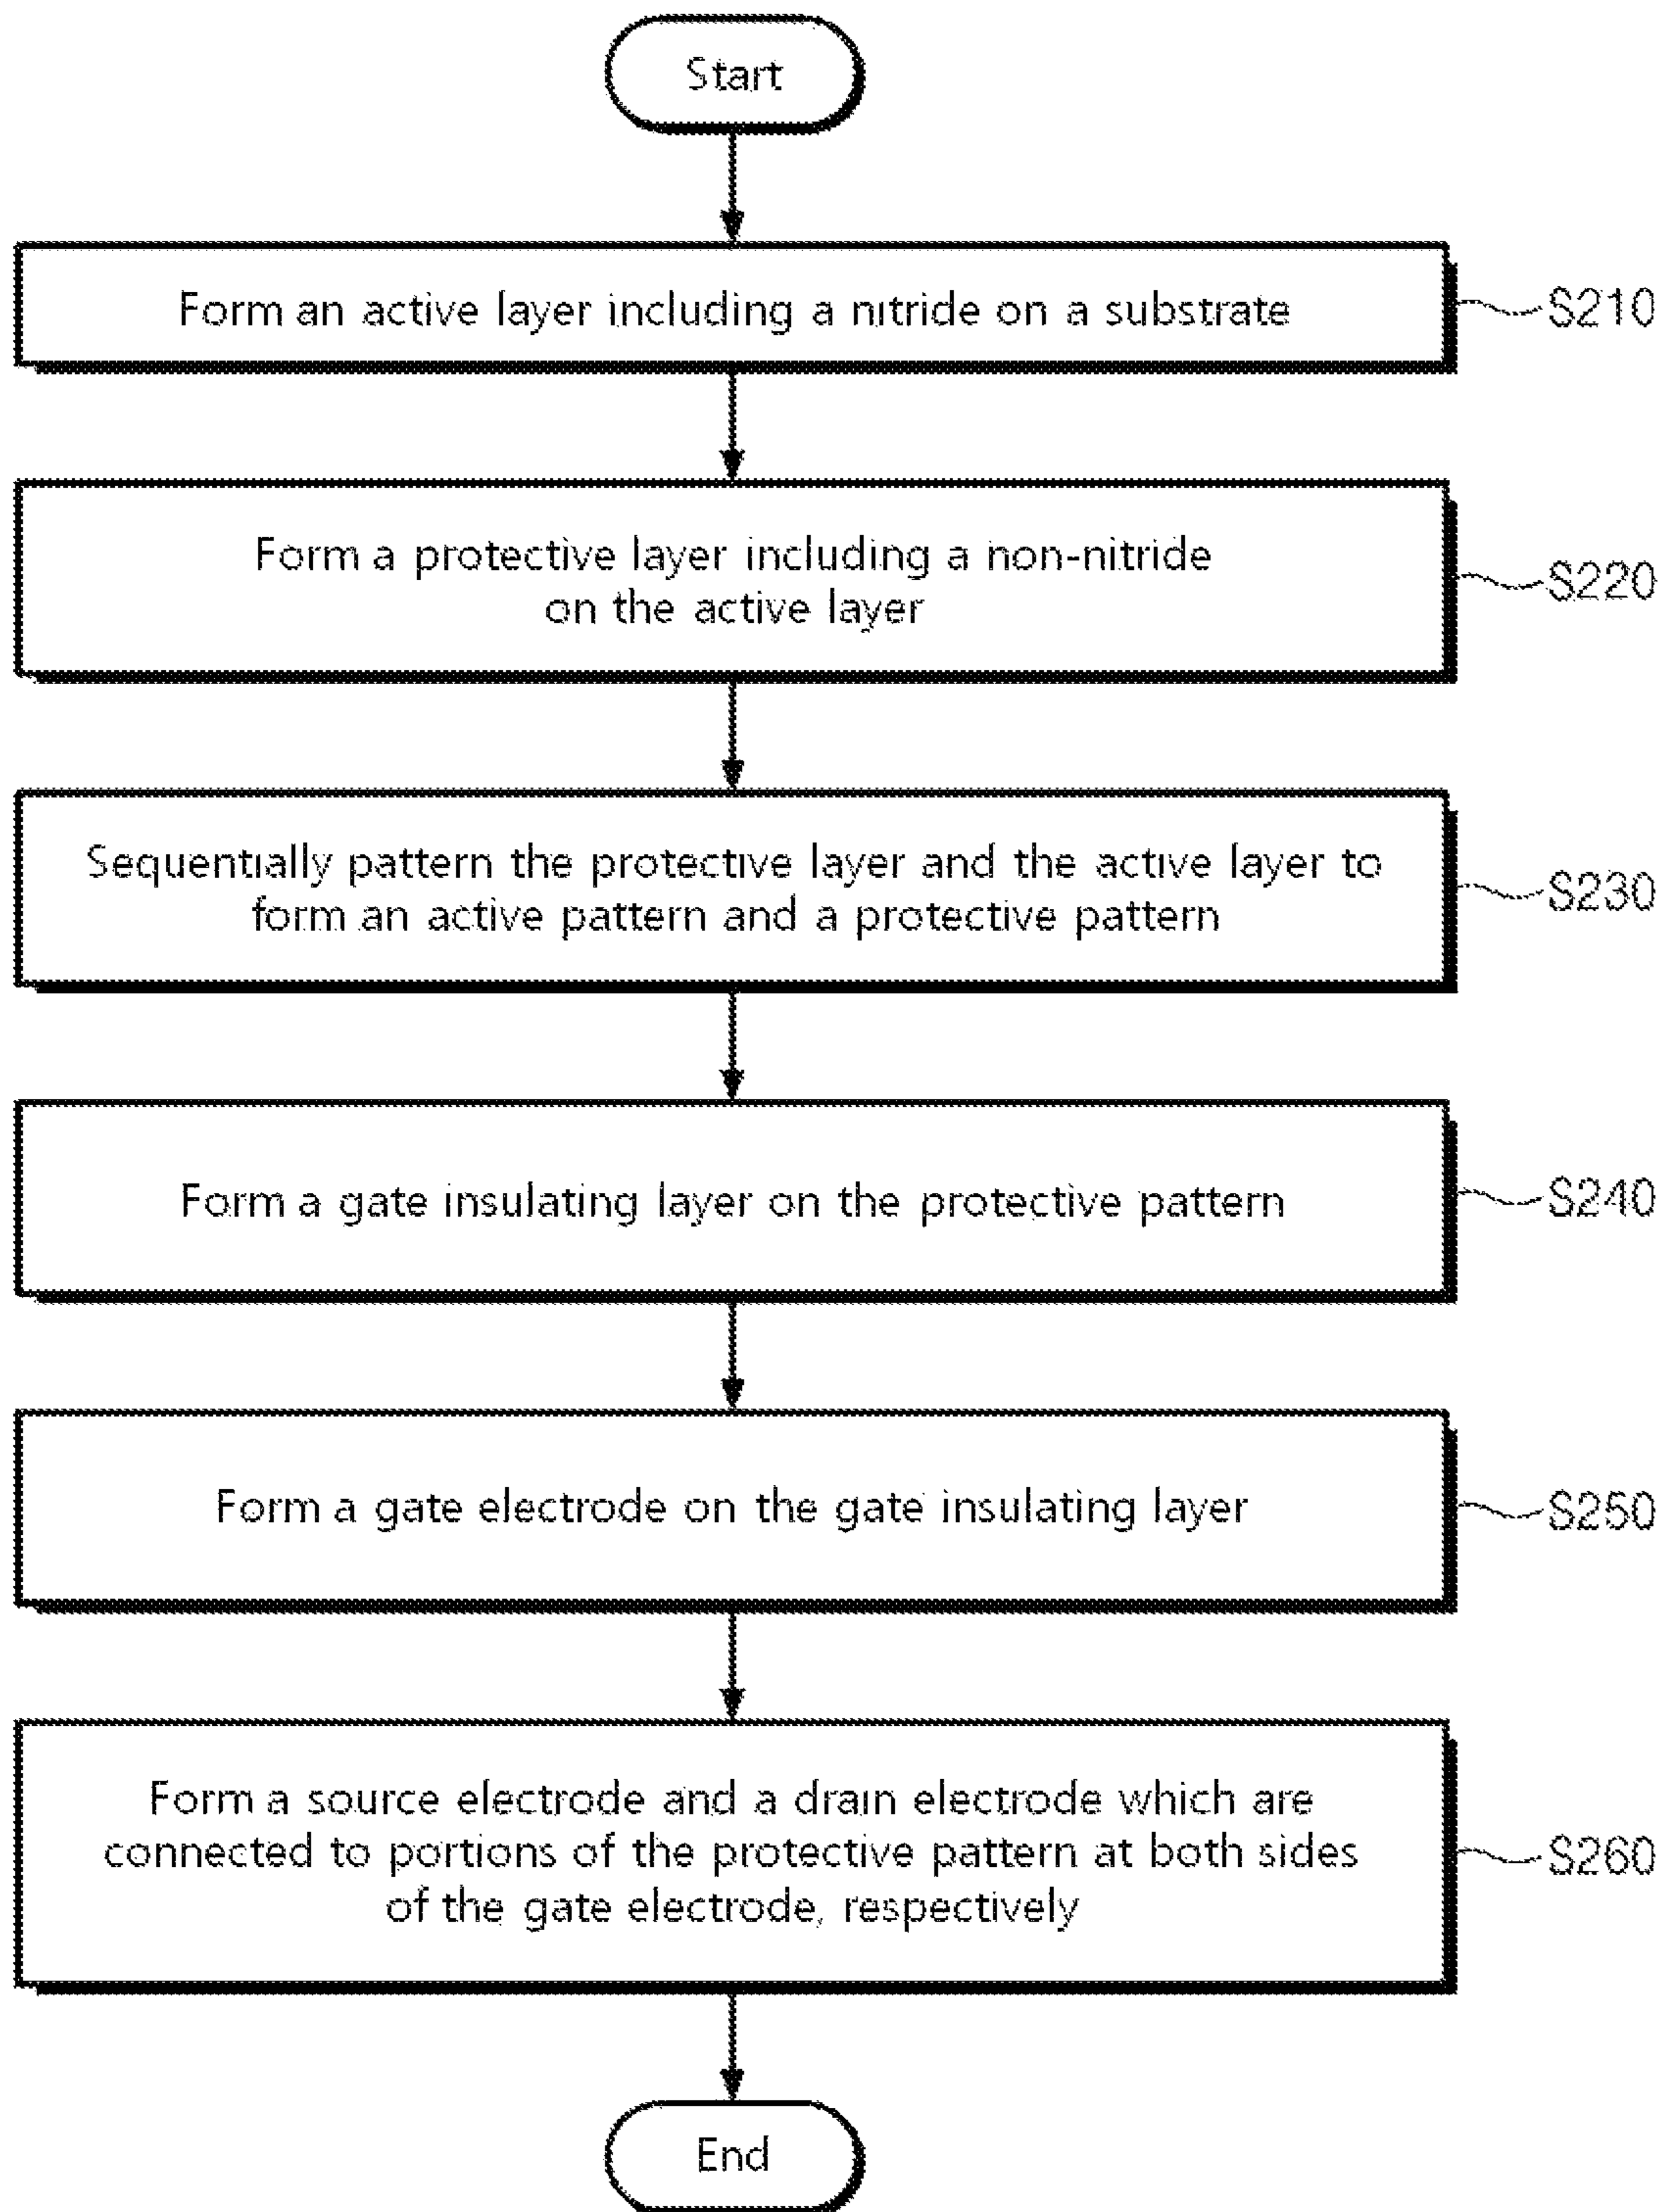 Start
Form an active layer including a nitride on a substrate
S210
Form a protective layer including a non-nitride
on the active layer
S220
Sequentially pattern the protective layer and the active layer to
form an active pattern and a protective pattern
S230
Form a gate insulating layer on the protective pattern
S240
Form a gate electrode on the gate insulating layer
S250
Form a source electrode and a drain electrode which are
connected to portions of the protective pattern at both sides
of the gate electrode, respectively
S260
End